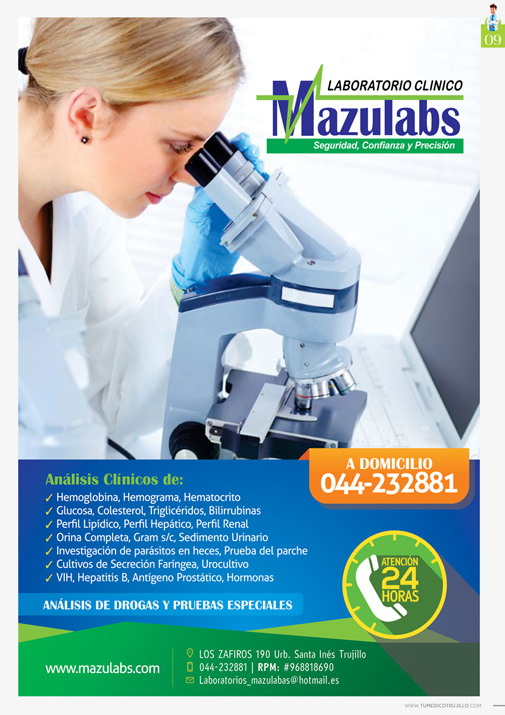 09
LABORATORIO CLINICO
Mazulabs
Seguridad, Confianza y Precisión
A DOMICILIO
044-232881
Análisis Clínicos de:
✓ Hemoglobina, Hemograma, Hematocrito
✓ Glucosa, Colesterol, Triglicéridos, Bilirrubinas
✓ Perfil Lipídico, Perfil Hepático, Perfil Renal
✓ Orina Completa, Gram s/c, Sedimento Urinario
✓ Investigación de parásitos en heces, Prueba del parche
✓ Cultivos de Secreción Faríngea, Urocultivo
✓ VIH, Hepatitis B, Antígeno Prostático, Hormonas
ATENCIÓN
24
HORAS
ANÁLISIS DE DROGAS Y PRUEBAS ESPECIALES
www.mazulabs.com
LOS ZAFIROS 190 Urb. Santa Inés Trujillo
044-232881 | RPM: #968818690
Laboratorios_mazulabas@hotmail.es
WWW.TUMEDICOTRUJILLO.COM